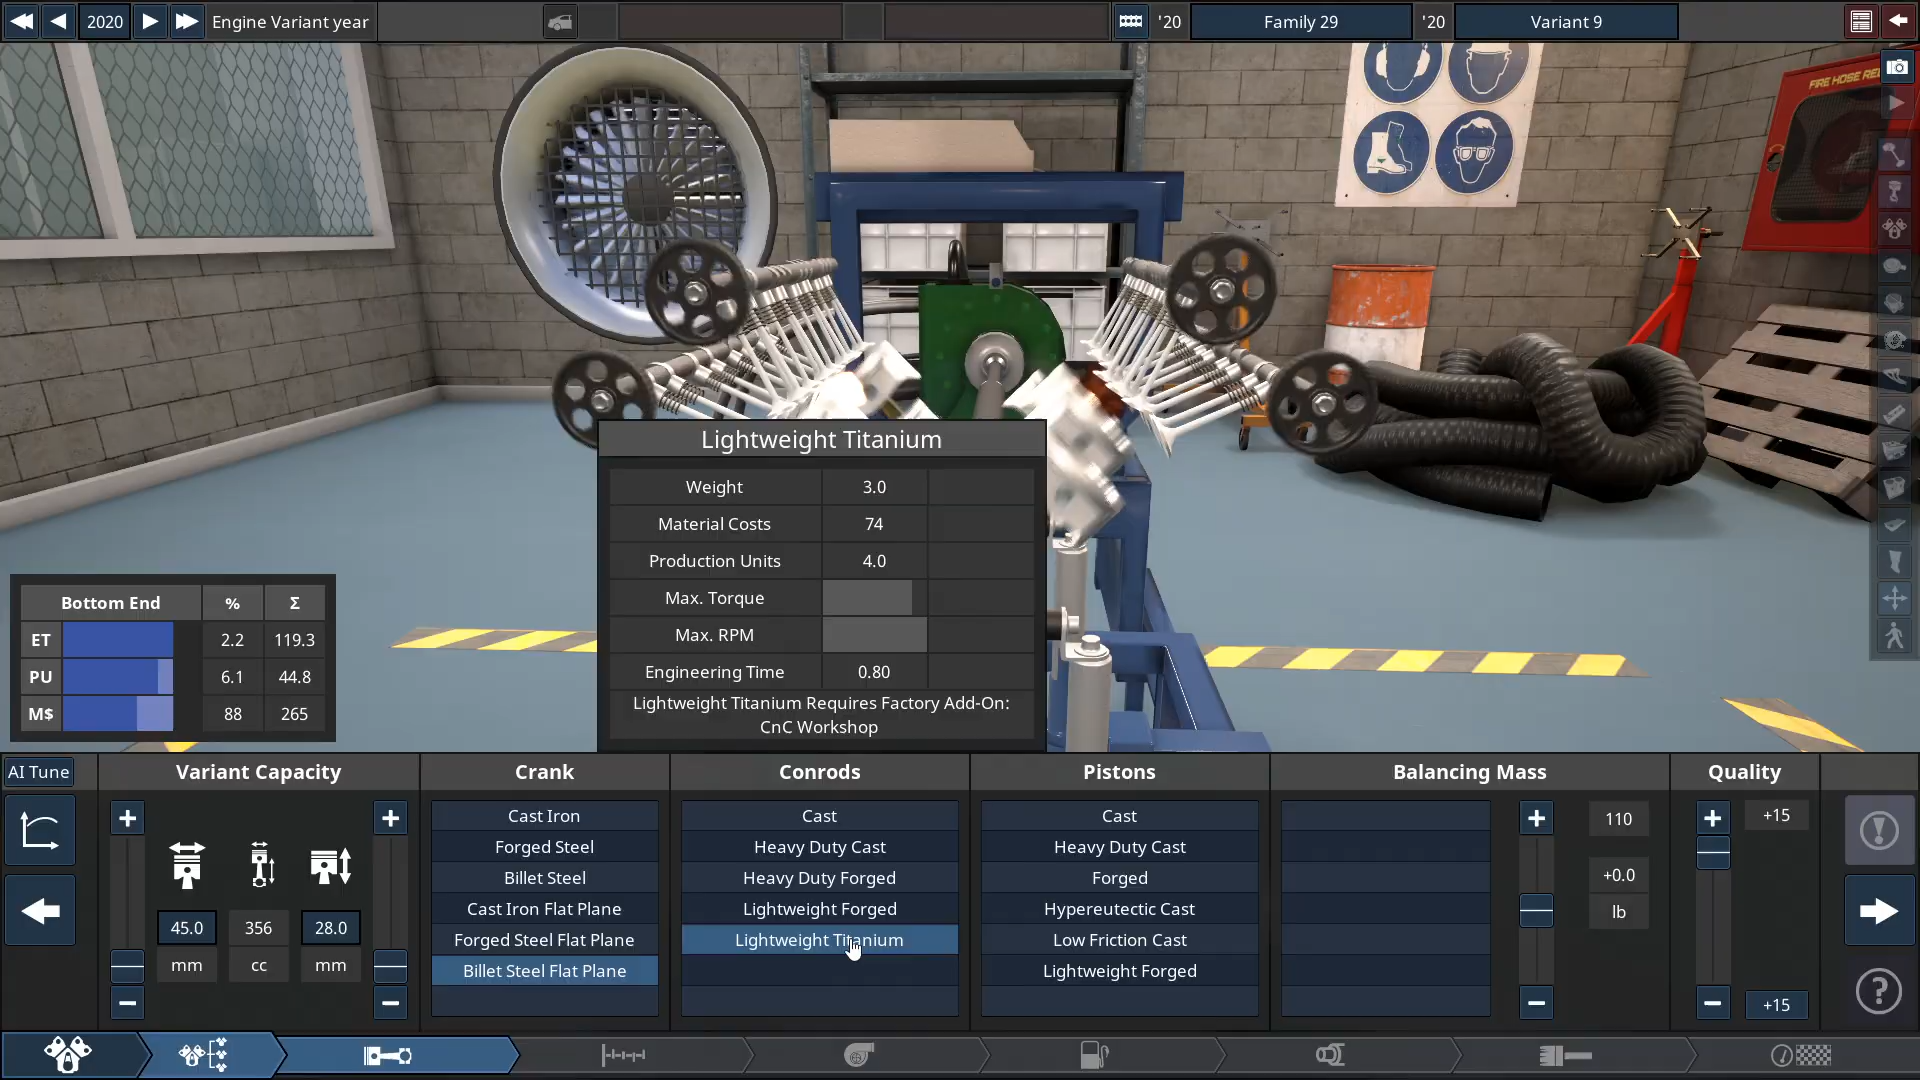 2020
Engine Variant year
'20
Family 29
'20
Variant 9
FIRE HOSE RE
Lightweight Titanium
Weight 3.0
Material Costs 74
Production Units 4.0
Max. Torque
Max. RPM
Engineering Time 0.80
Lightweight Titanium Requires Factory Add-On:
CnC Workshop
Bottom End % Σ
ET 2.2 119.3
PU 6.1 44.8
M$ 88 265
AI Tune
Variant Capacity
45.0 356 28.0
mm cc mm
Crank
Cast Iron
Forged Steel
Billet Steel
Cast Iron Flat Plane
Forged Steel Flat Plane
Billet Steel Flat Plane
Conrods
Cast
Heavy Duty Cast
Heavy Duty Forged
Lightweight Forged
Lightweight Titanium
Pistons
Cast
Heavy Duty Cast
Forged
Hypereutectic Cast
Low Friction Cast
Lightweight Forged
Balancing Mass
110
+0.0
lb
Quality
+15
+15